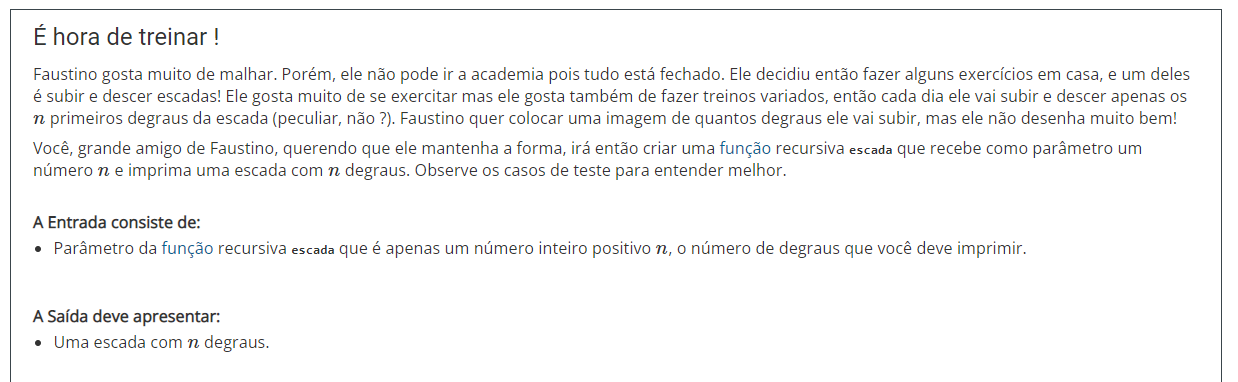 É hora de treinar !
Faustino gosta muito de malhar. Porém, ele não pode ir a academia pois tudo está fechado. Ele decidiu então fazer alguns exercícios em casa, e um deles
é subir e descer escadas! Ele gosta muito de se exercitar mas ele gosta também de fazer treinos variados, então cada dia ele vai subir e descer apenas os
n primeiros degraus da escada (peculiar, não ?). Faustino quer colocar uma imagem de quantos degraus ele vai subir, mas ele não desenha muito bem!
Você, grande amigo de Faustino, querendo que ele mantenha a forma, irá então criar uma função recursiva escada que recebe como parâmetro um
número n e imprima uma escada com n degraus. Observe os casos de teste para entender melhor.
A Entrada consiste de:
• Parâmetro da função recursiva escada que é apenas um número inteiro positivo n, o número de degraus que você deve imprimir.
A Saída deve apresentar:
• Uma escada com n degraus.